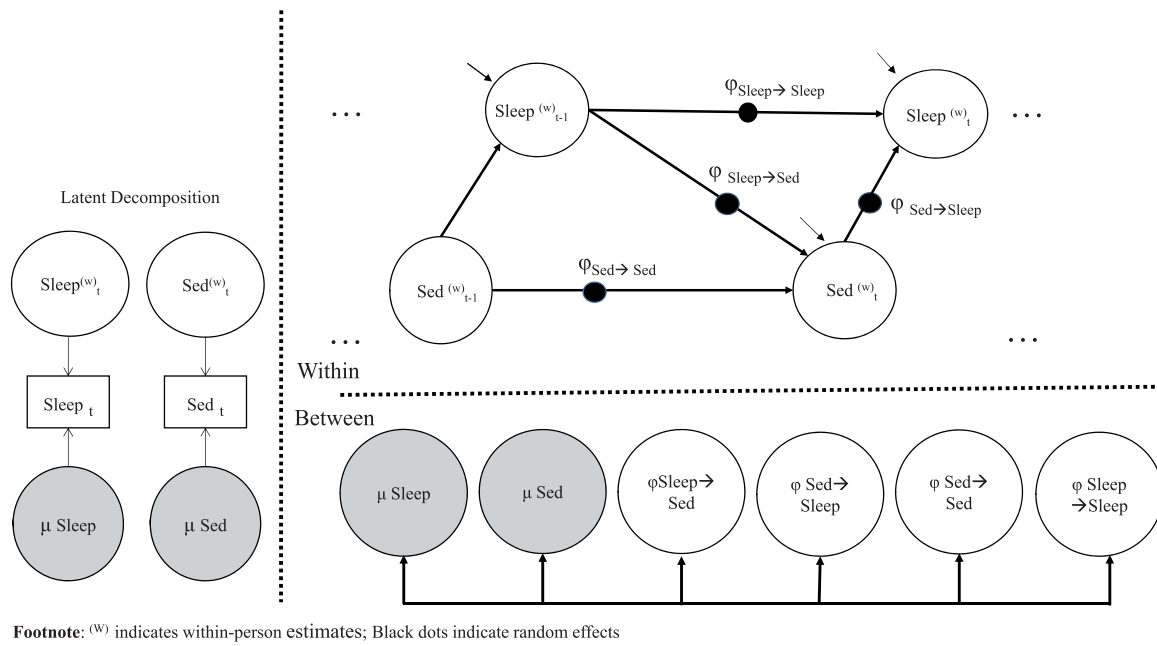 Latent Decomposition
Sleep(w)t
Sed(w)t
Sleep t
Sed t
μ Sleep
μ Sed
...
Sleep (w)t-1
φSleep→ Sleep
Sleep (w)t
...
φ Sleep→Sed
φ Sed→Sleep
Sed (w)t-1
φSed→ Sed
Sed (w)t
...
...
Within
Between
μ Sleep
μ Sed
φSleep→
Sed
φ Sed→
Sleep
φ Sed→
Sed
φ Sleep
→Sleep
Footnote: (W) indicates within-person estimates; Black dots indicate random effects